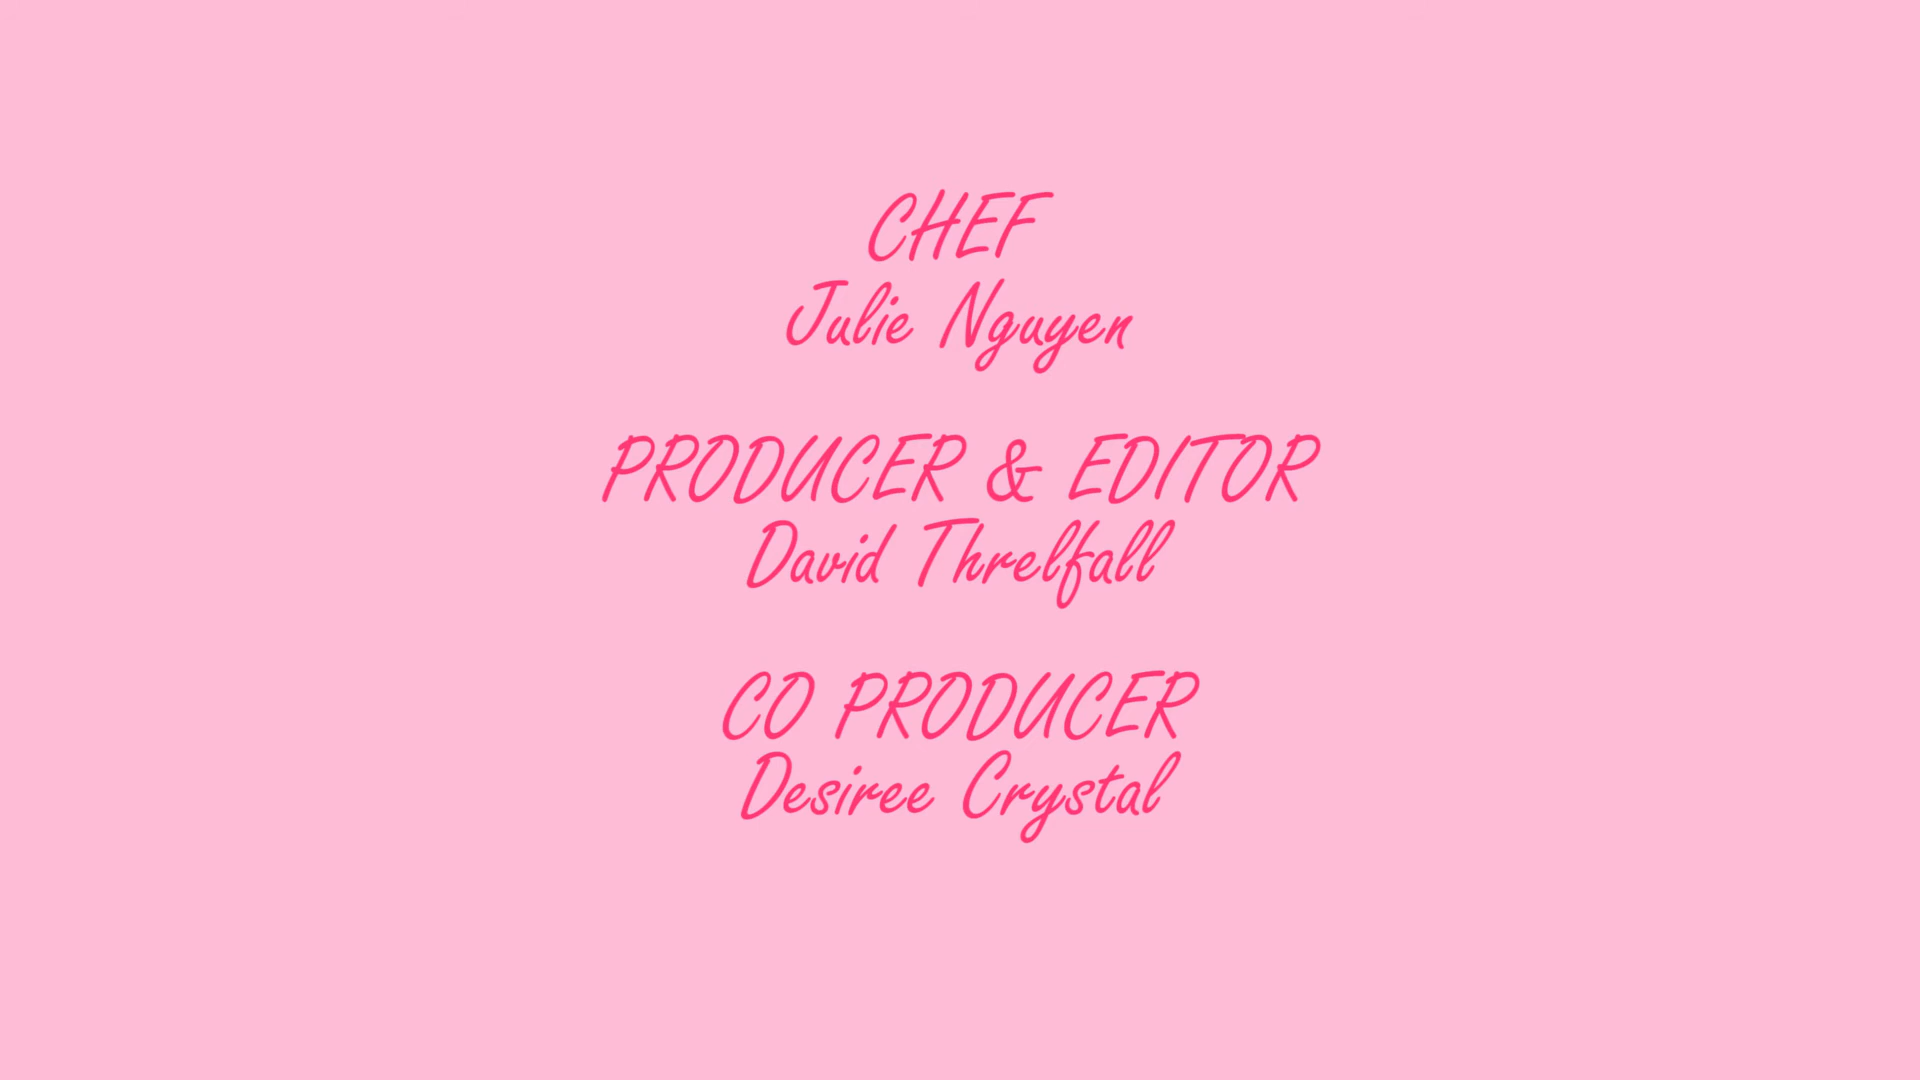 CHEF
Julie Nguyen
PRODUCER & EDITOR
David Threlfall
CO PRODUCER
Desiree Crystal